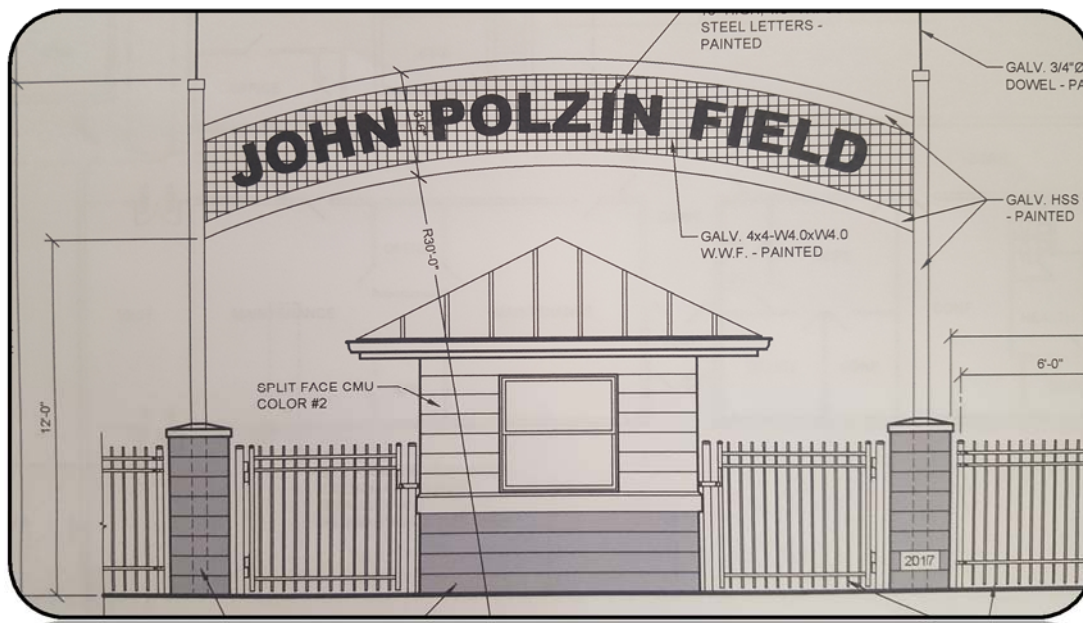 STEEL LETTERS -
PAINTED
GALV. 3/4"Ø
DOWEL - PA
JOHN POLZIN FIELD
GALV. HSS
- PAINTED
R30'-0"
GALV. 4x4-W4.0xW4.0
W.W.F. - PAINTED
6'-0"
SPLIT FACE CMU
COLOR #2
12'-0"
2017